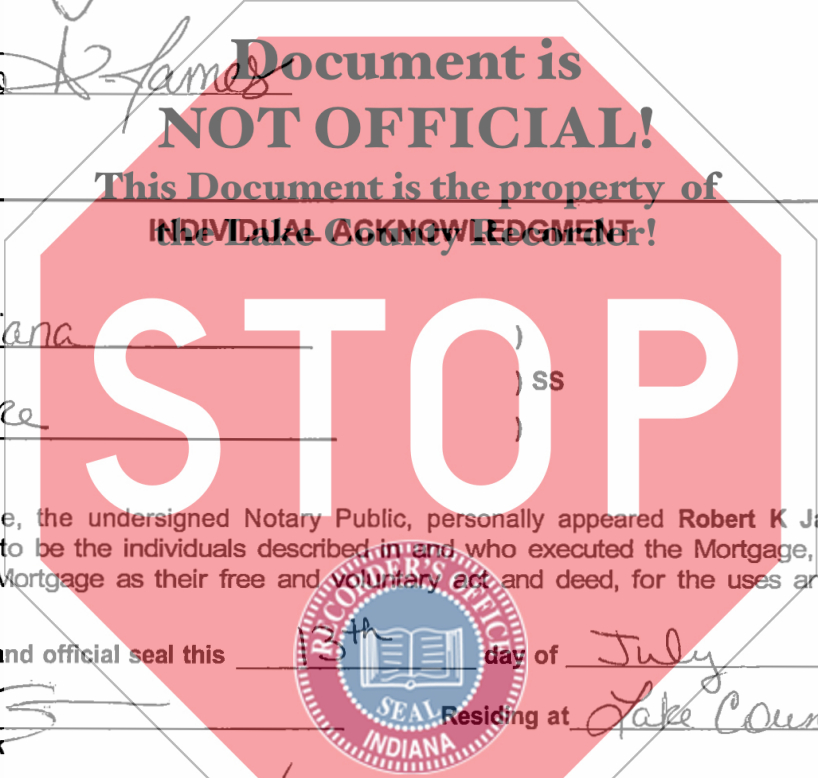 K James
Document is
NOT OFFICIAL!
This Document is the property of
the Lake County Recorder!
INDIVIDUAL ACKNOWLEDGMENT
STOP
ana )
) SS
)
e, the undersigned Notary Public, personally appeared Robert K Ja
to be the individuals described in and who executed the Mortgage,
Mortgage as their free and voluntary act and deed, for the uses an
and official seal this 13th day of July
Residing at Lake Coun
RECORDER'S OFFICE
SEAL
INDIANA